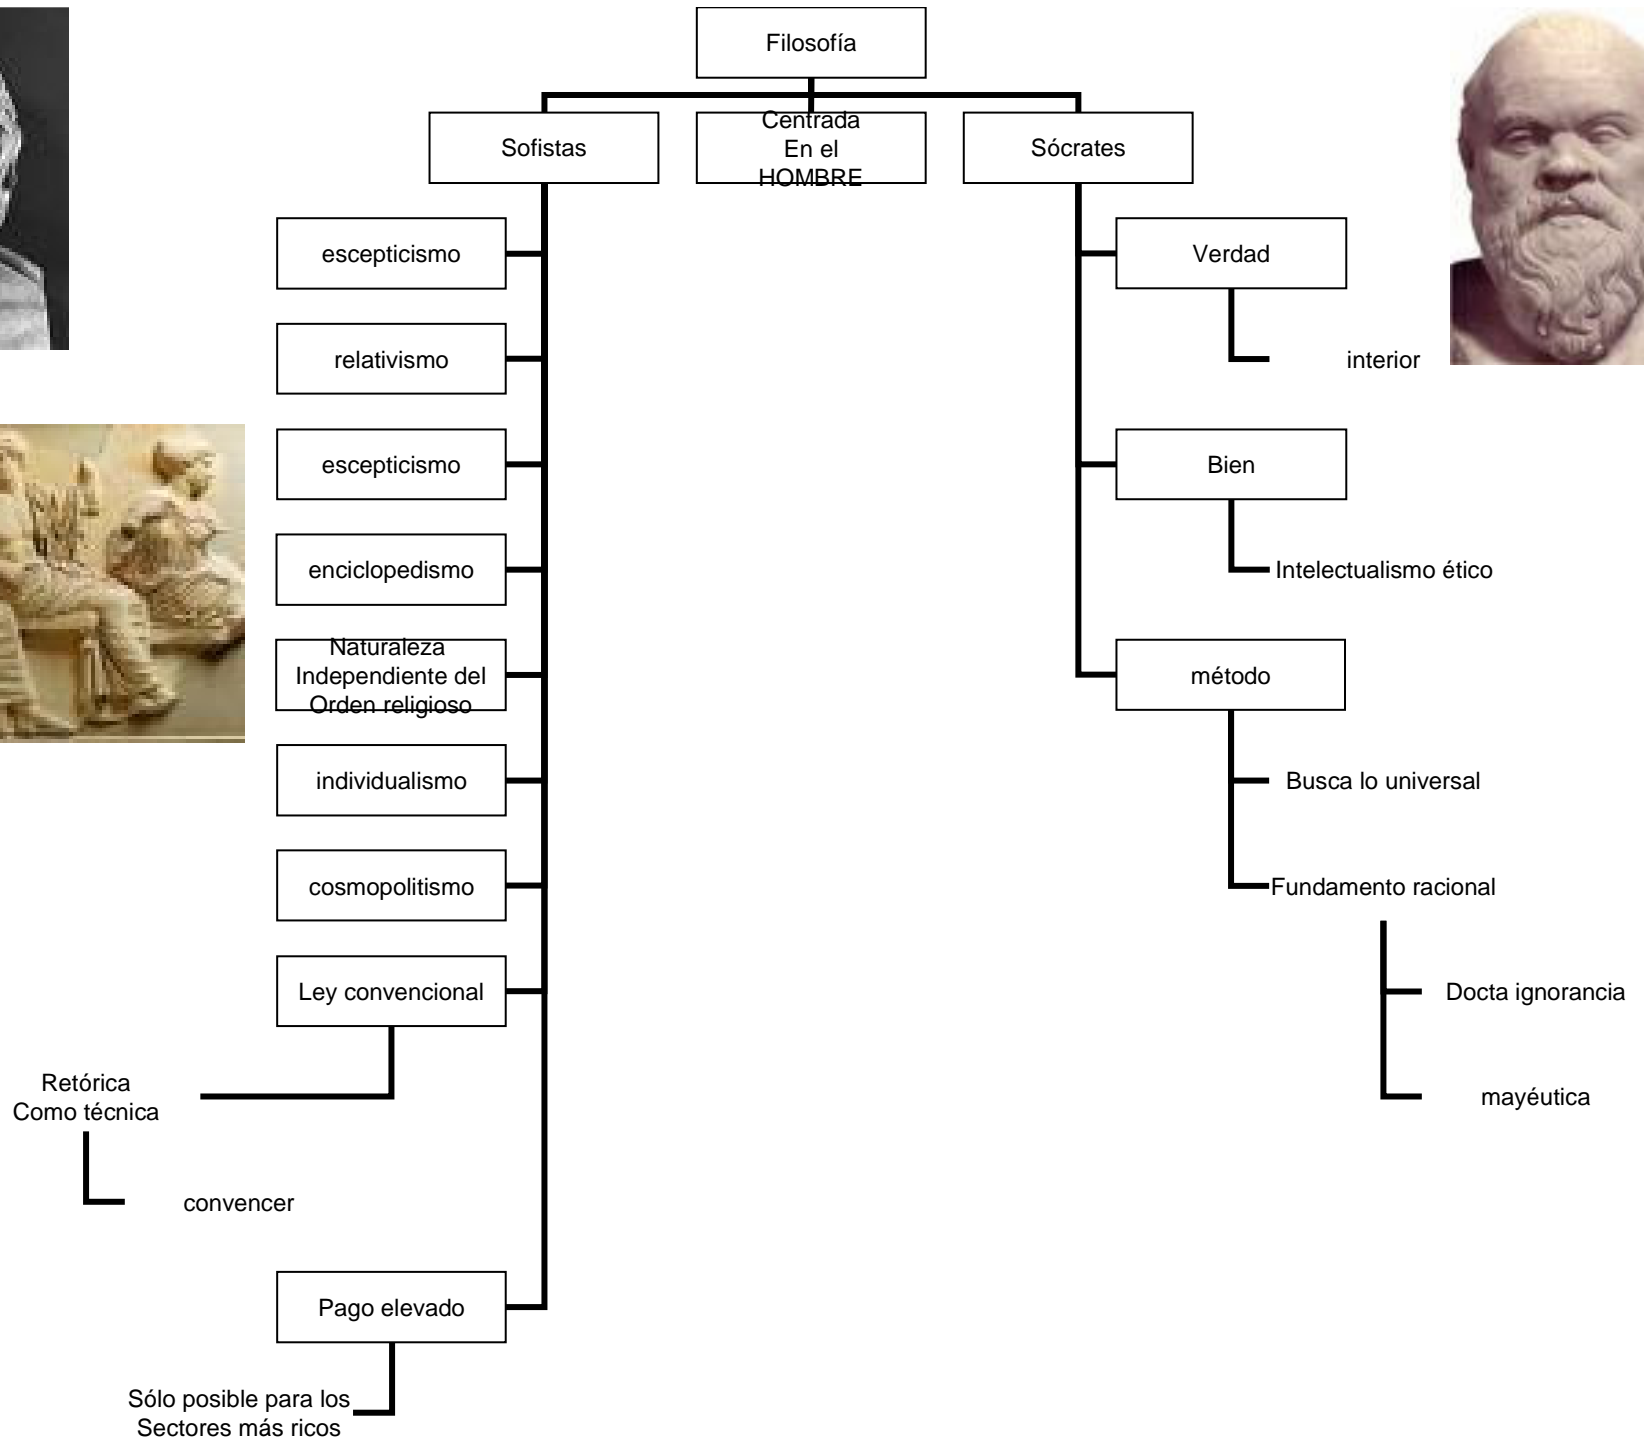 Filosofía
Sofistas
Centrada
En el
HOMBRE
Sócrates
escepticismo
relativismo
escepticismo
enciclopedismo
Naturaleza
Independiente del
Orden religioso
individualismo
cosmopolitismo
Ley convencional
Retórica
Como técnica
convencer
Pago elevado
Sólo posible para los
Sectores más ricos
Verdad
interior
Bien
Intelectualismo ético
método
Busca lo universal
Fundamento racional
Docta ignorancia
mayéutica